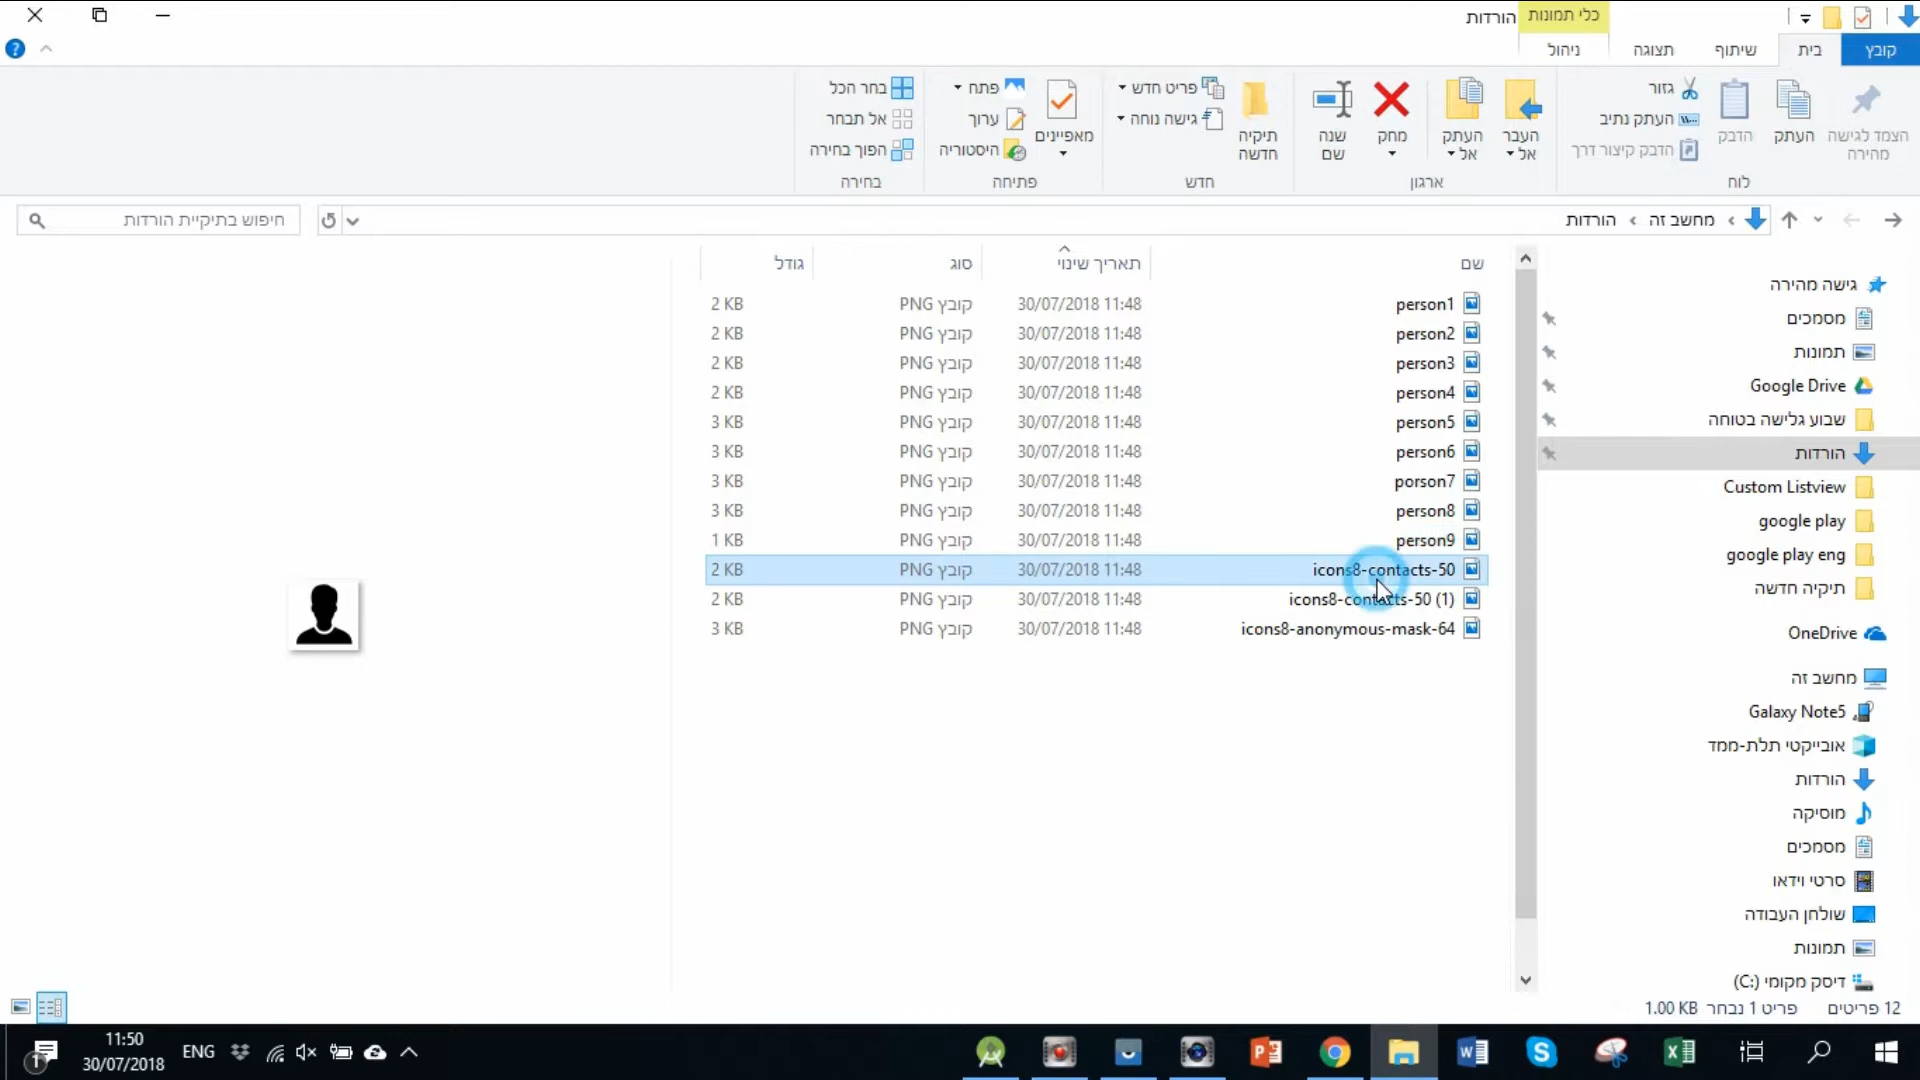 כלי תמונות
הורדות
קובץ
בית
שיתוף
תצוגה
ניהול
הצמד לגישה מהירה
העתק
הדבק
גזור
העתק נתיב
הדבק קיצור דרך
לוח
העבר אל
העתק אל
מחק
שנה שם
ארגון
תיקיה חדשה
פריט חדש
גישה נוחה
חדש
מאפיינים
פתח
ערוך
היסטוריה
פתיחה
בחר הכל
אל תבחר
הפוך בחירה
בחירה
מחשב זה ‹ הורדות
חיפוש בתיקיית הורדות
שם תאריך שינוי סוג גודל
person1 30/07/2018 11:48 קובץ PNG 2 KB
person2 30/07/2018 11:48 קובץ PNG 2 KB
person3 30/07/2018 11:48 קובץ PNG 2 KB
person4 30/07/2018 11:48 קובץ PNG 2 KB
person5 30/07/2018 11:48 קובץ PNG 3 KB
person6 30/07/2018 11:48 קובץ PNG 3 KB
porson7 30/07/2018 11:48 קובץ PNG 3 KB
person8 30/07/2018 11:48 קובץ PNG 3 KB
person9 30/07/2018 11:48 קובץ PNG 1 KB
icons8-contacts-50 30/07/2018 11:48 קובץ PNG 2 KB
icons8-contacts-50 (1) 30/07/2018 11:48 קובץ PNG 2 KB
icons8-anonymous-mask-64 30/07/2018 11:48 קובץ PNG 3 KB
גישה מהירה
מסמכים
תמונות
Google Drive
שבוע גלישה בטוחה
הורדות
Custom Listview
google play
google play eng
תיקיה חדשה
OneDrive
מחשב זה
Galaxy Note5
אובייקטי תלת-ממד
הורדות
מוסיקה
מסמכים
סרטי וידאו
שולחן העבודה
תמונות
דיסק מקומי (C:)
12 פריטים פריט 1 נבחר 1.00 KB
ENG
11:50
30/07/2018
1